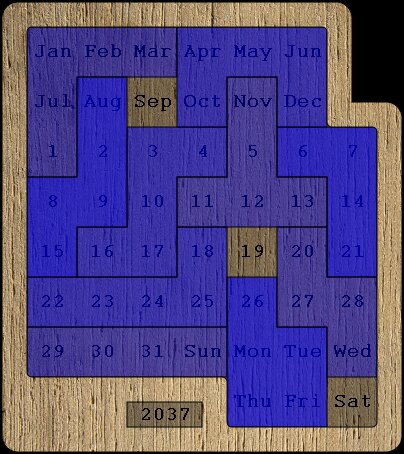 Jan Feb Mar Apr May Jun
Jul Aug Sep Oct Nov Dec
1 2 3 4 5 6 7
8 9 10 11 12 13 14
15 16 17 18 19 20 21
22 23 24 25 26 27 28
29 30 31 Sun Mon Tue Wed
Thu Fri Sat
2037